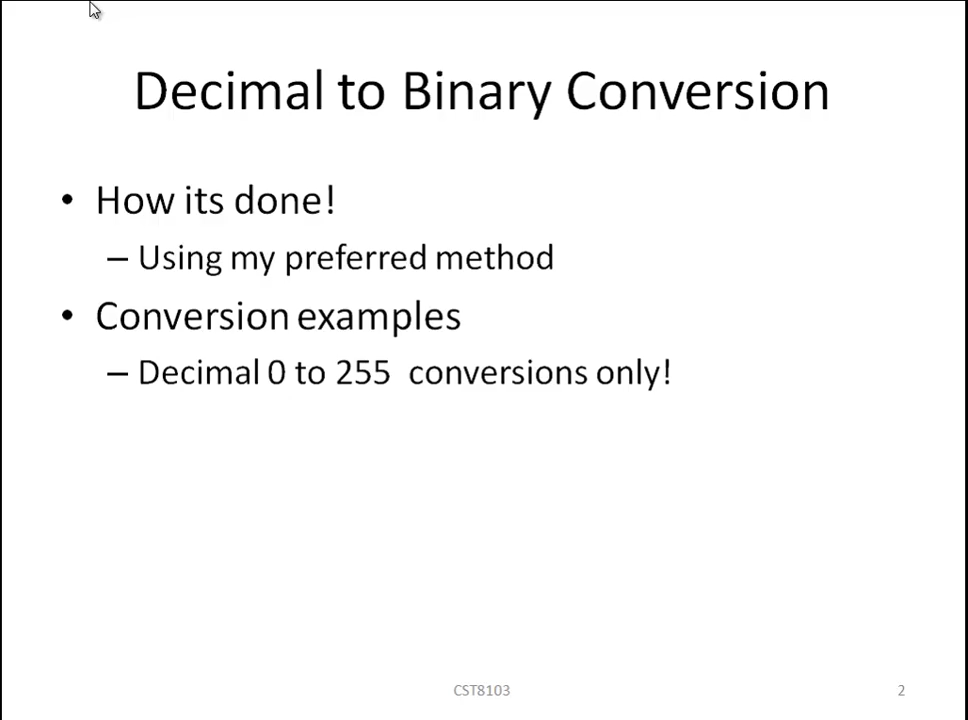 Decimal to Binary Conversion
• How its done!
– Using my preferred method
• Conversion examples
– Decimal 0 to 255  conversions only!
CST8103
2